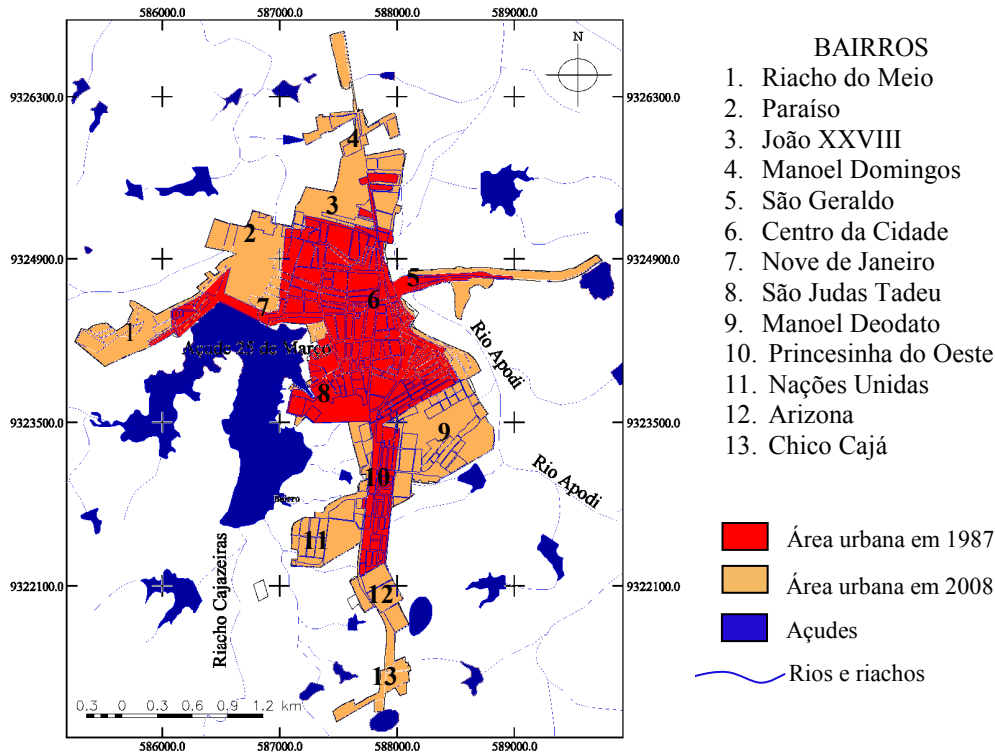 586000.0 587000.0 588000.0 589000.0
N
9326300.0 9326300.0
9324900.0 9324900.0
9323500.0 9323500.0
9322100.0 9322100.0
4
3
2
5
6
7
1
Açude 25 de Março
Rio Apodi
8
9
10
Rio Apodi
Bairro
11
12
Riacho Cajazeiras
13
0.3 0 0.3 0.6 0.9 1.2 km
586000.0 587000.0 588000.0 589000.0
BAIRROS
1. Riacho do Meio
2. Paraíso
3. João XXVIII
4. Manoel Domingos
5. São Geraldo
6. Centro da Cidade
7. Nove de Janeiro
8. São Judas Tadeu
9. Manoel Deodato
10. Princesinha do Oeste
11. Nações Unidas
12. Arizona
13. Chico Cajá
Área urbana em 1987
Área urbana em 2008
Açudes
Rios e riachos